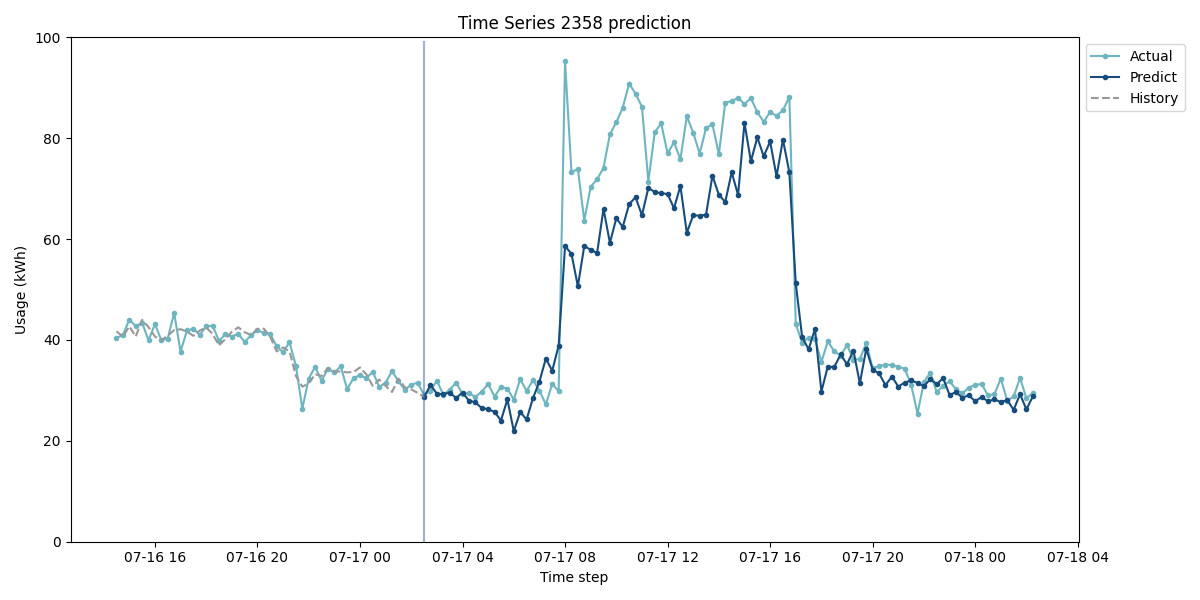 Time Series 2358 prediction
100
80
60
40
20
0
Usage (kWh)
07-16 16
07-16 20
07-17 00
07-17 04
07-17 08
07-17 12
07-17 16
07-17 20
07-18 00
07-18 04
Time step
Actual
Predict
History